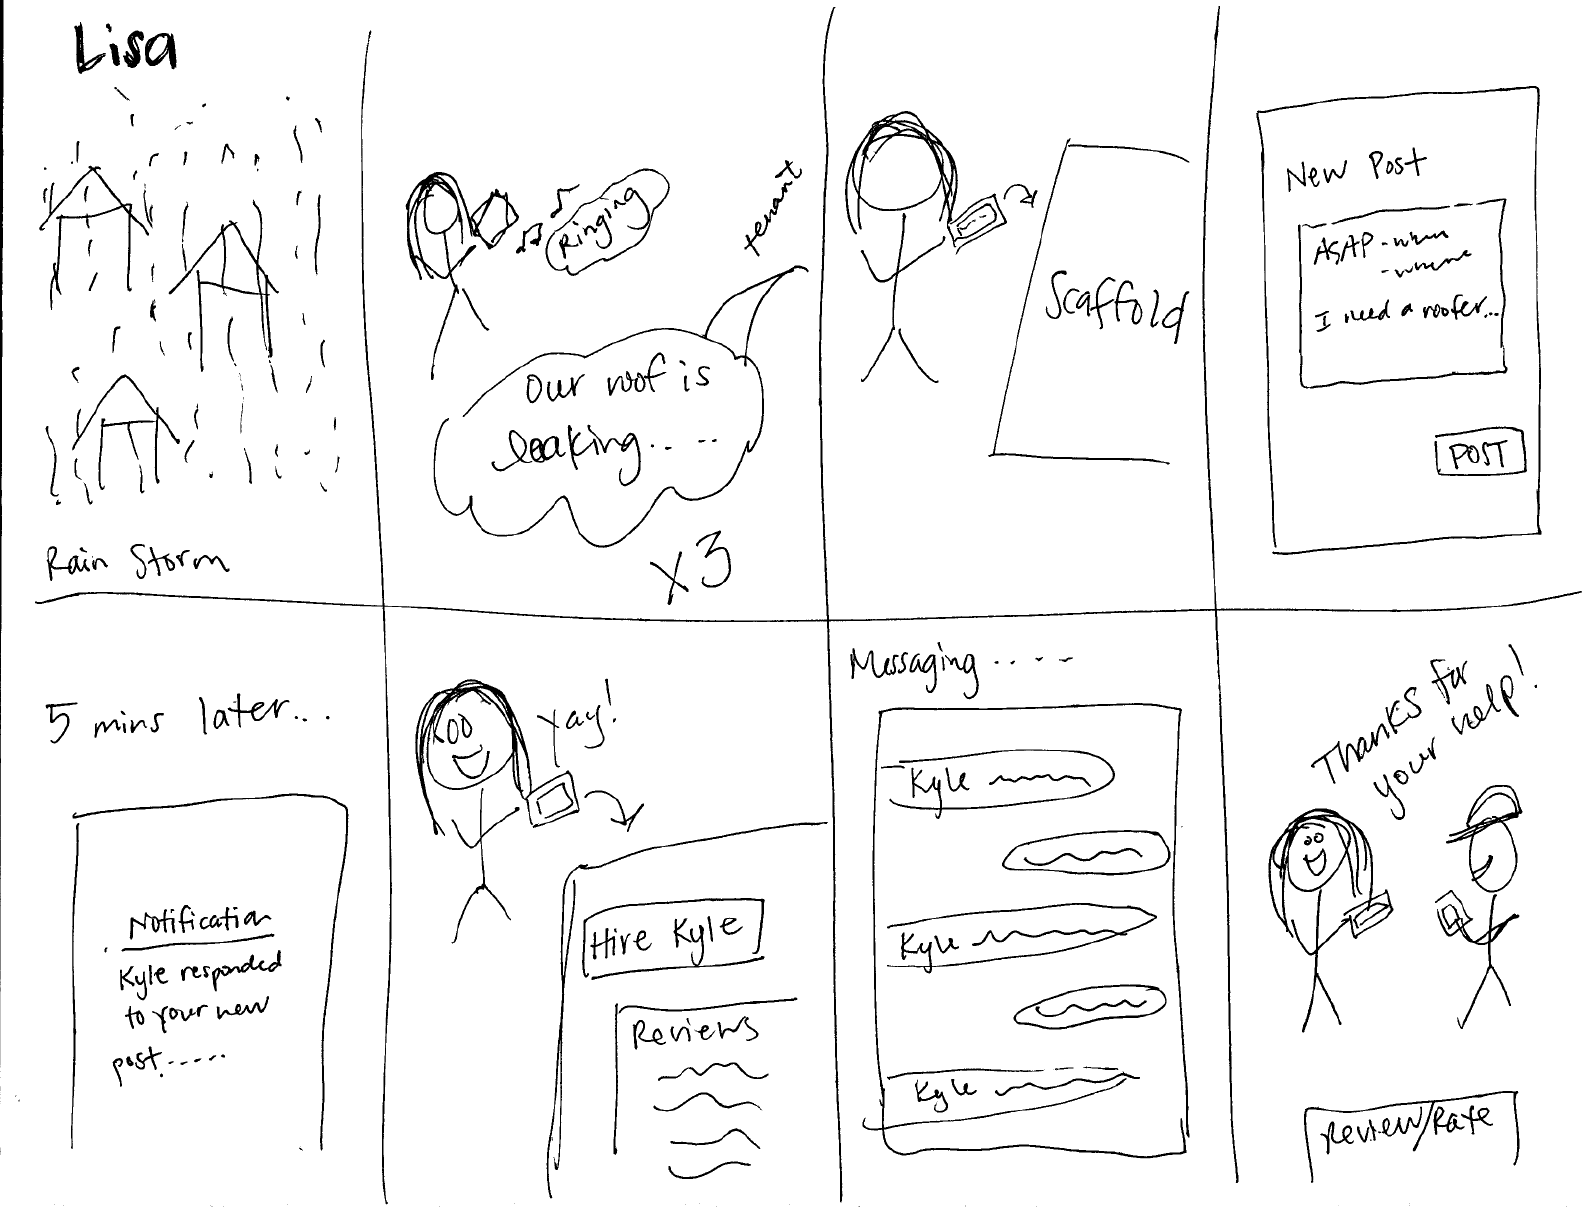 Lisa
Rain Storm
Ringing
tenant
Our roof is
leaking.. ....
x3
Scaffold
New Post
ASAP - when
- where
I need a roofer...
POST
5 mins later...
Notification
Kyle responded
to your new
post......
Yay!
Hire Kyle
Reviews
Messaging ....
Kyle
Kyle
Kyle
Thanks for
your help!
Review/Rate